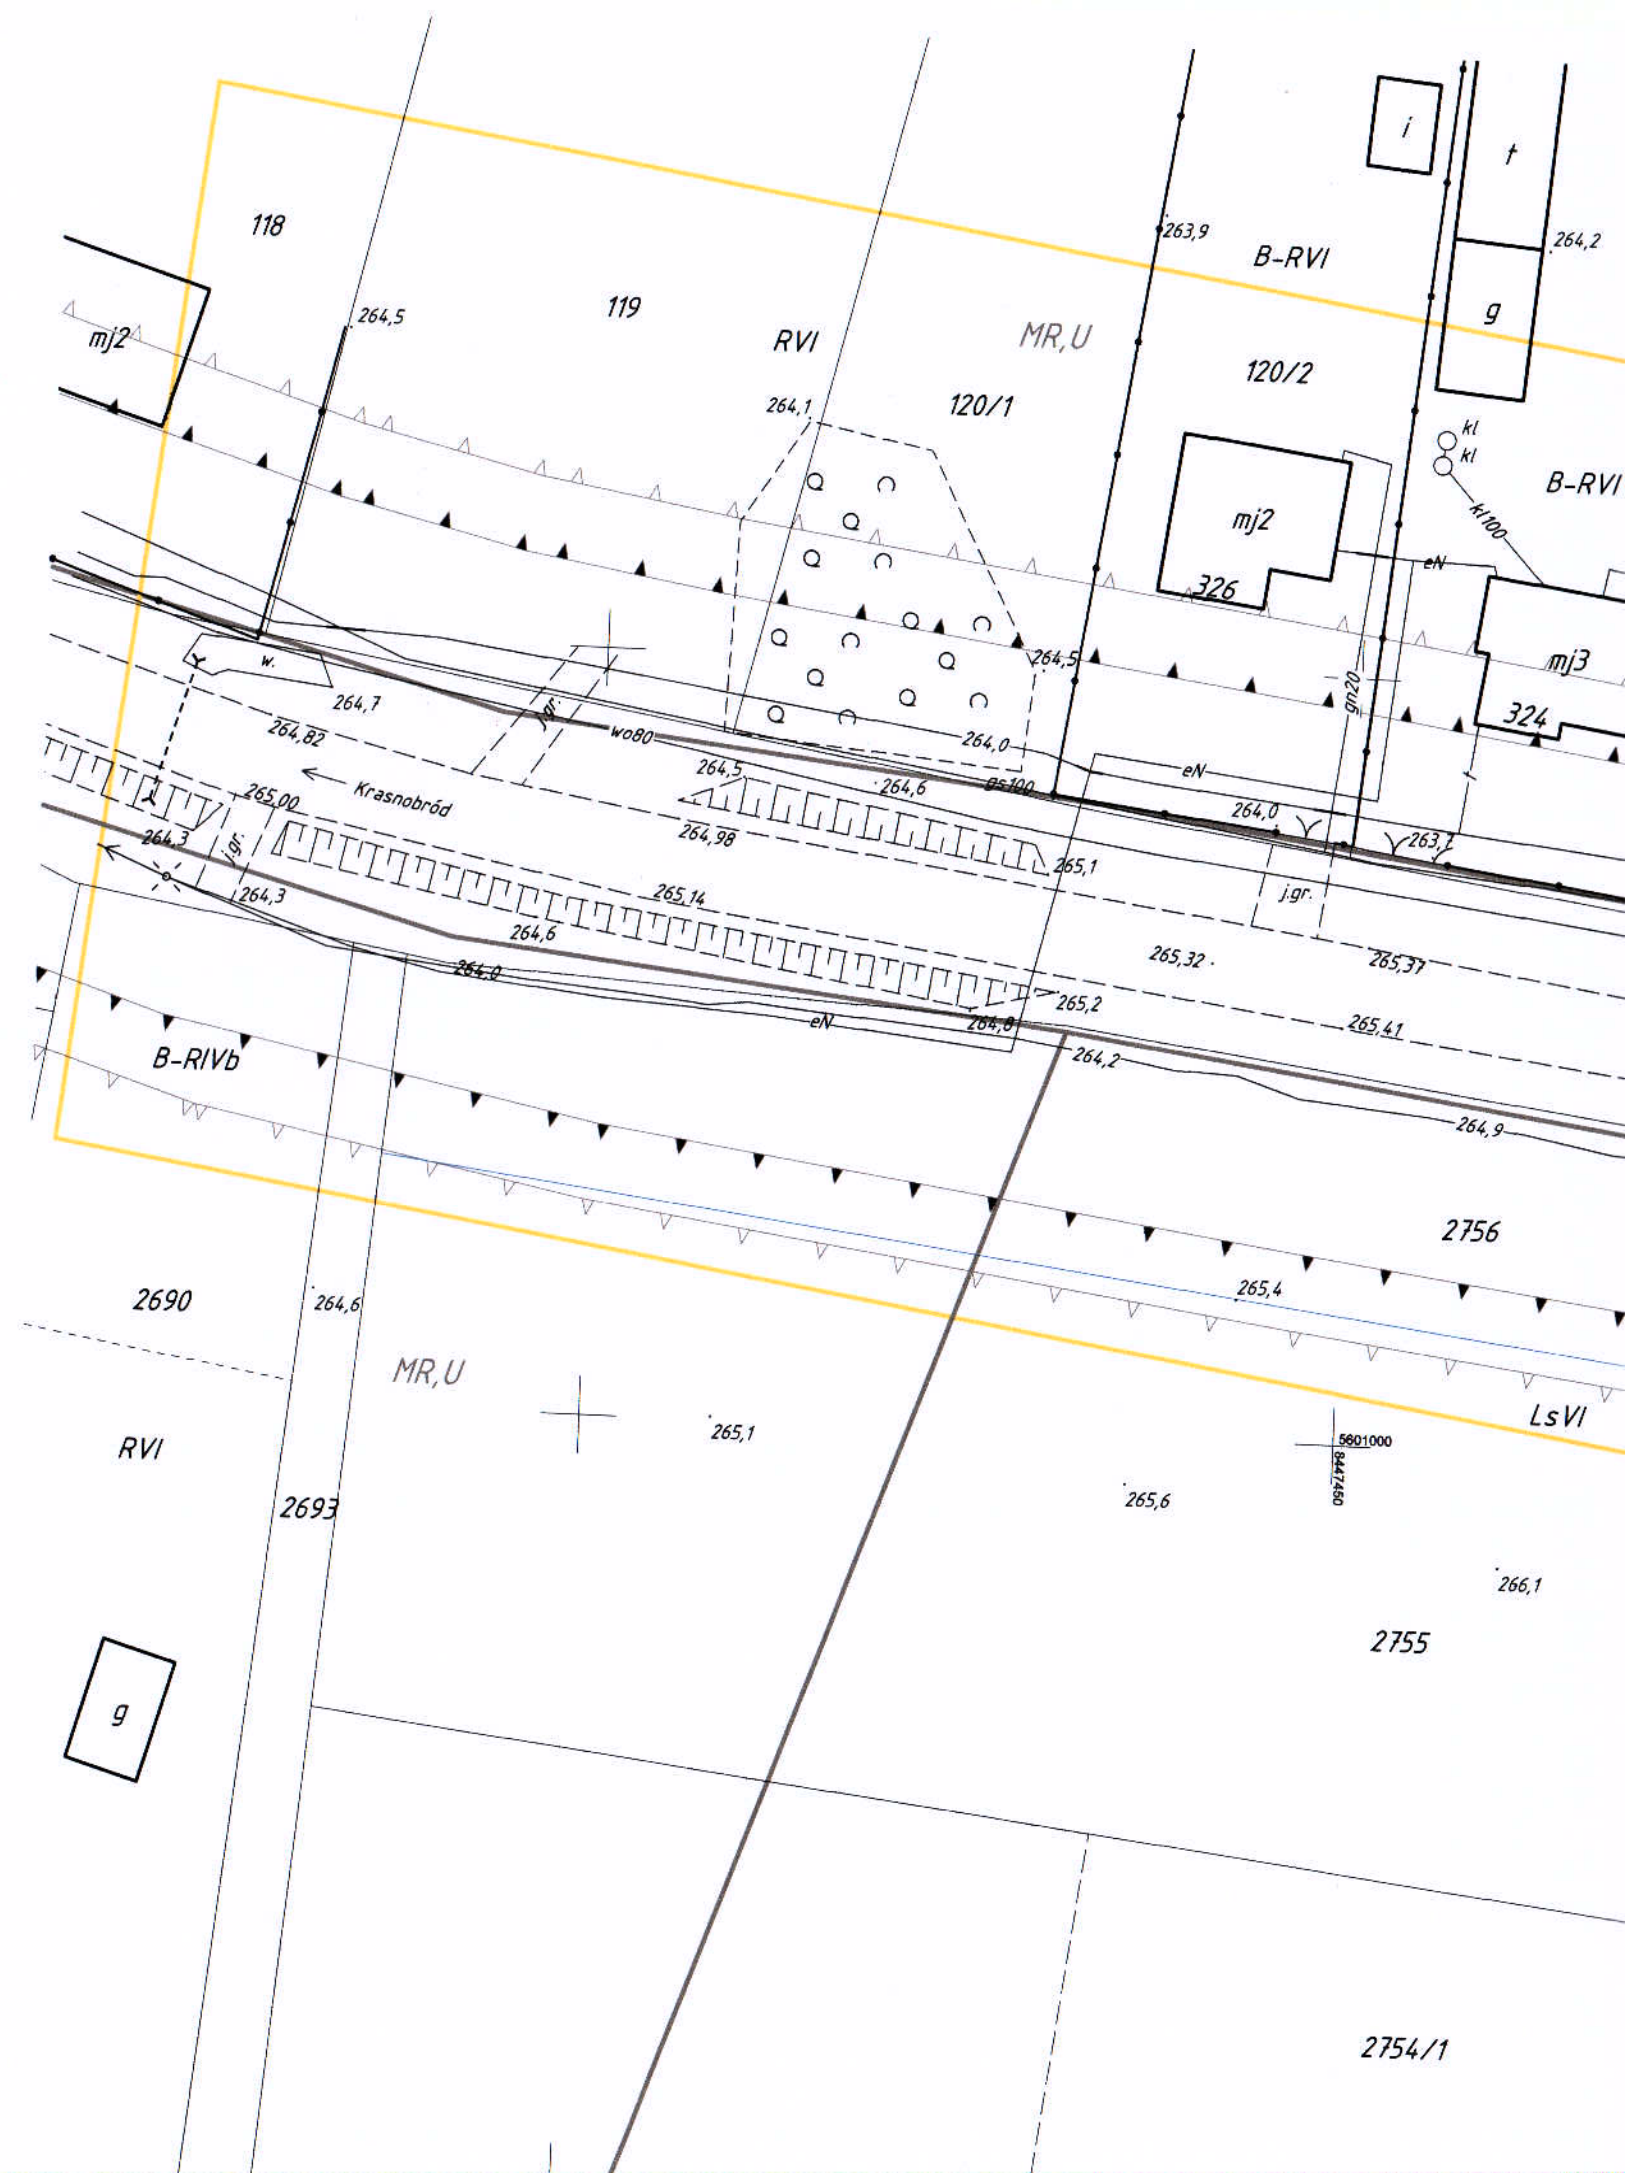 i
t
118
263,9
264,2
B-RVI
g
119
264,5
mj2
RVI
MR,U
120/2
264,1
120/1
kl
kl
B-RVI
mj2
kl100
eN
326
w.
264,5
mj3
264,7
gn20
j.gr.
324
264,82
wo80
264,0
264,5
eN
Krasnobród
264,6
gs100
t
265,00
264,0
264,3
264,98
263,7
j.gr.
265,1
264,3
265,14
j.gr.
264,6
265,32
265,37
264,0
265,2
264,8
265,41
eN
B-RIVb
264,2
264,9
2756
265,4
2690
264,6
MR,U
LsVI
265,1
5601000
8447450
RVI
265,6
2693
266,1
2755
g
2754/1